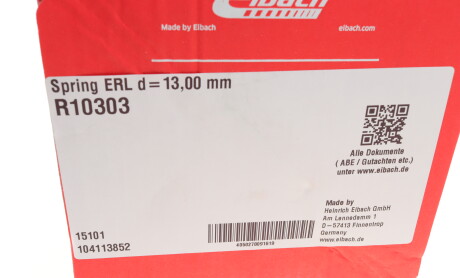 eibach
Made by Eibach
eibach.com
Spring ERL d=13,00 mm
R10303
Alle Dokumente
( ABE / Gutachten etc.)
unter www.eibach.de
Made by
Heinrich Eibach GmbH
Am Lennedamm 1
D-57413 Finnentrop
Germany
www.eibach.de
15101
104113852